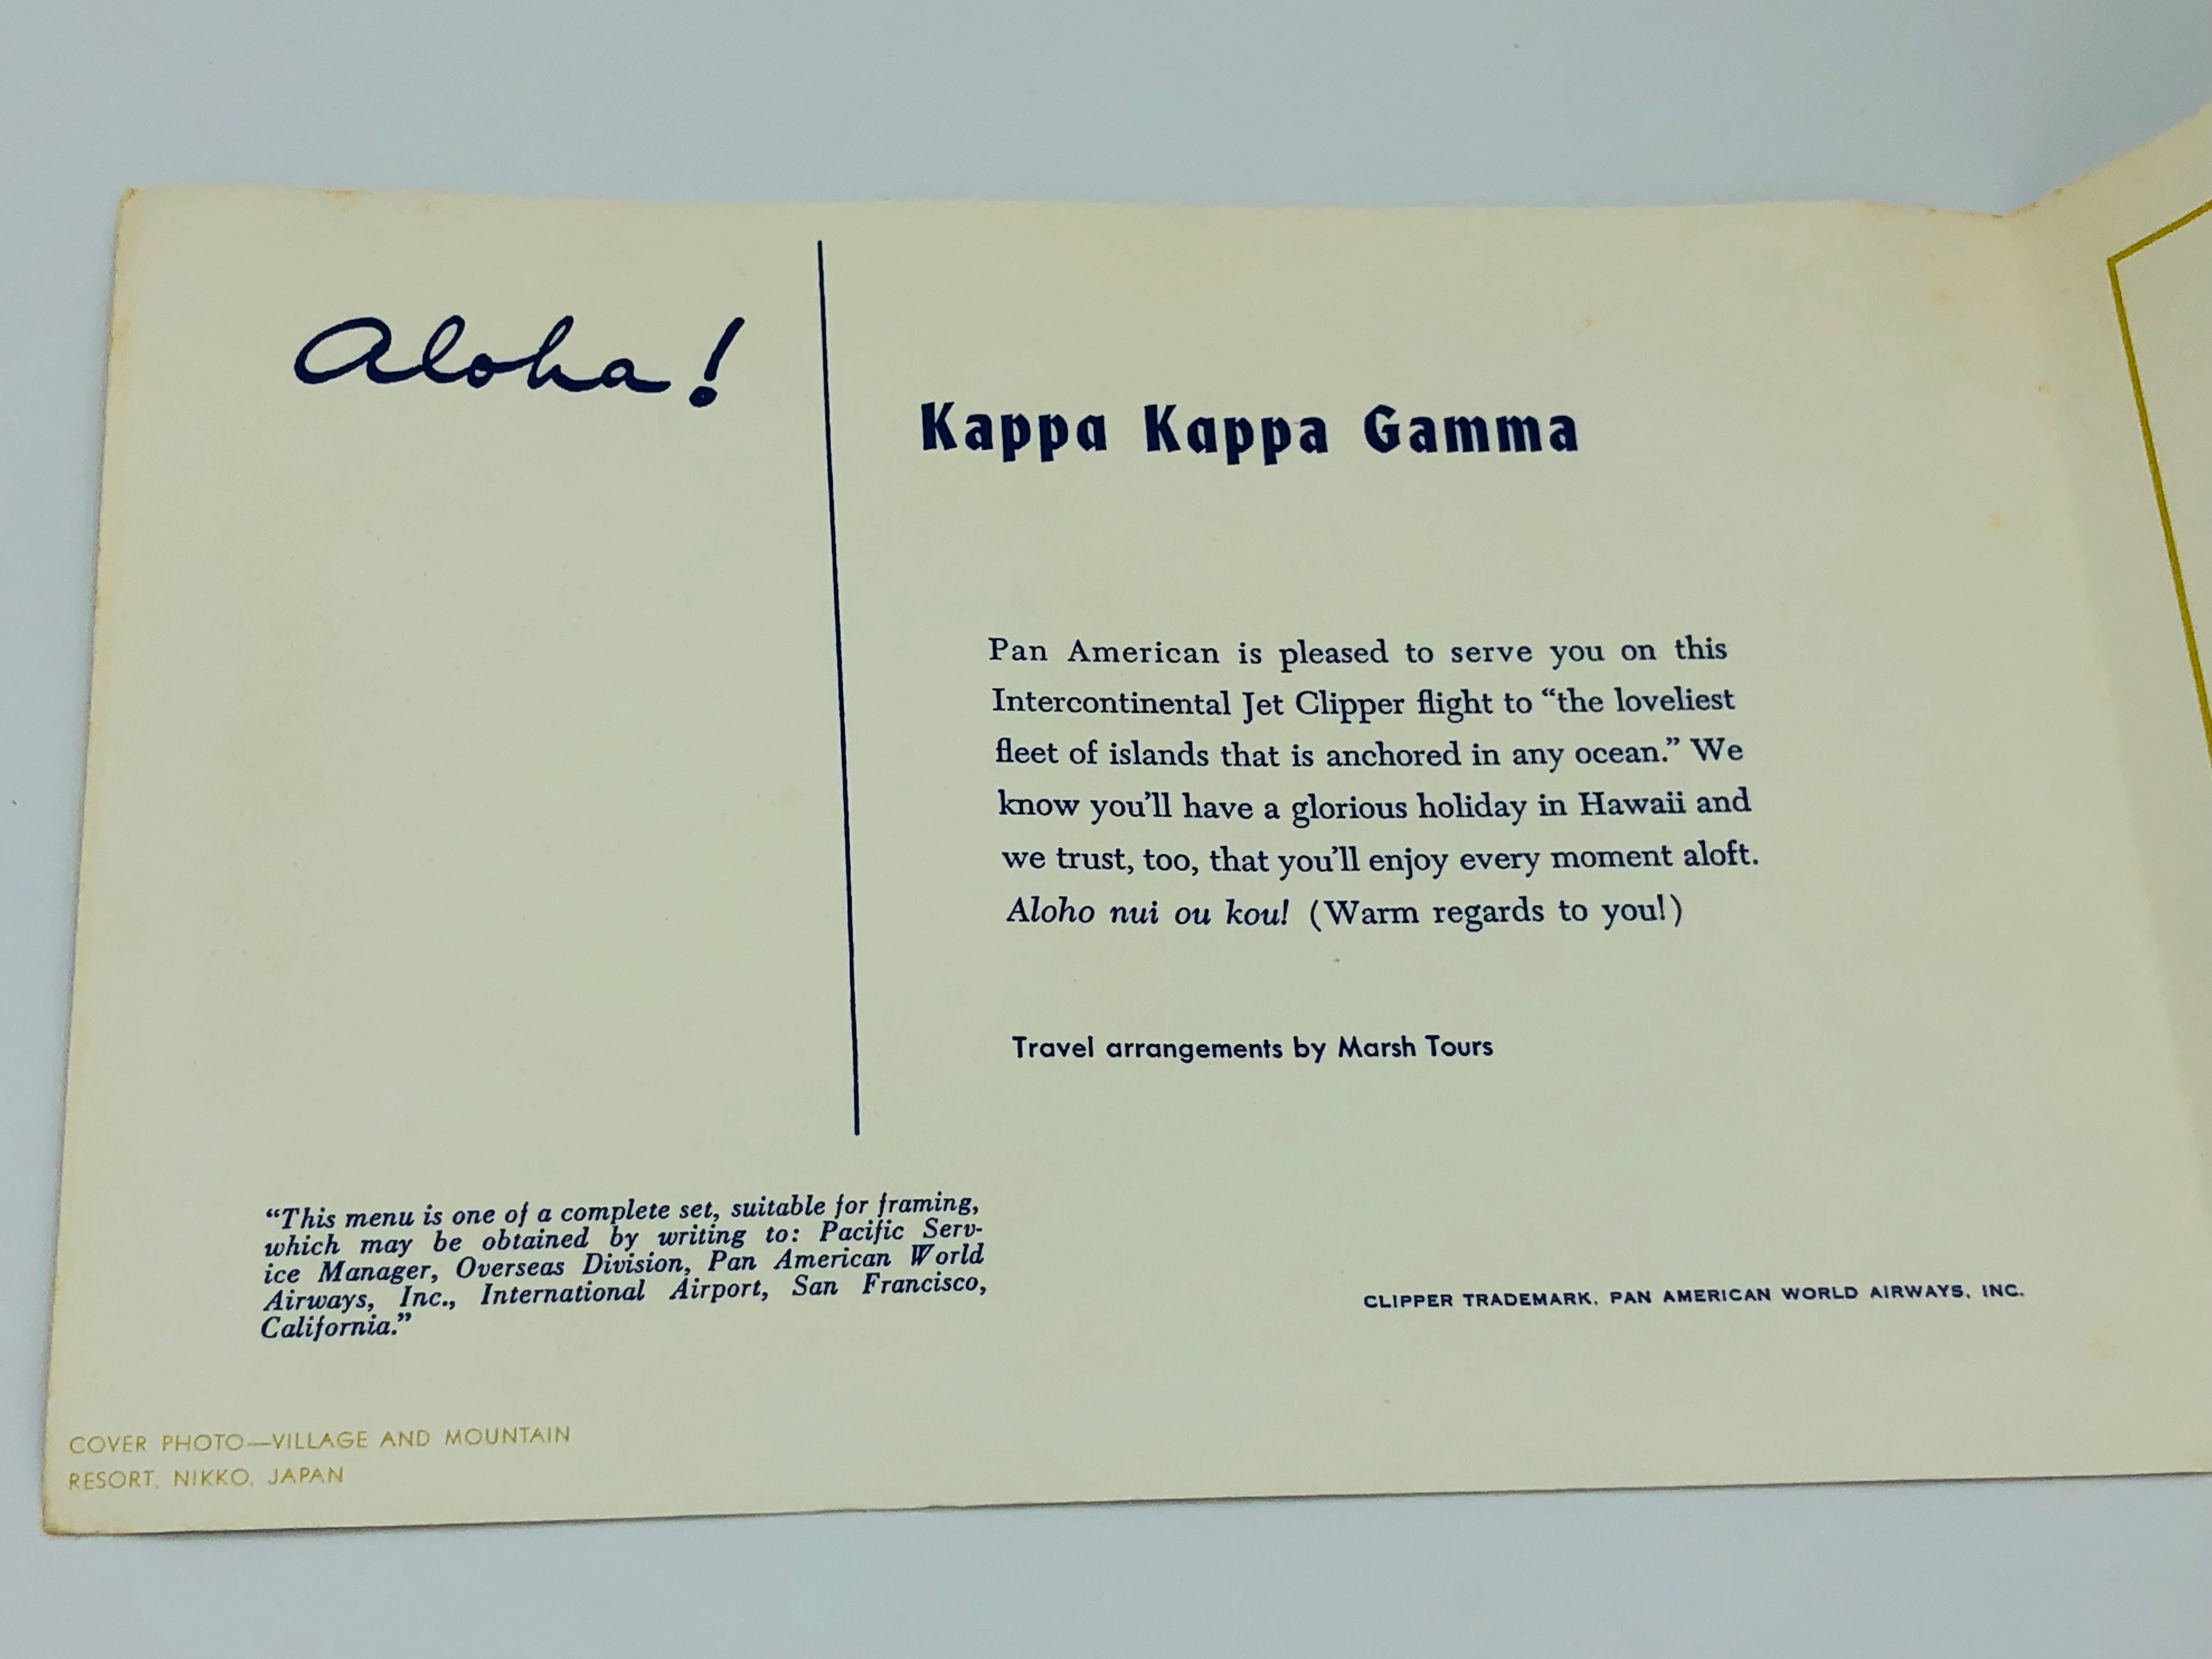 Aloha!
Kappa Kappa Gamma
Pan American is pleased to serve you on this
Intercontinental Jet Clipper flight to “the loveliest
fleet of islands that is anchored in any ocean.” We
know you’ll have a glorious holiday in Hawaii and
we trust, too, that you’ll enjoy every moment aloft.
Aloho nui ou kou! (Warm regards to you!)
Travel arrangements by Marsh Tours
“This menu is one of a complete set, suitable for framing,
which may be obtained by writing to: Pacific Serv-
ice Manager, Overseas Division, Pan American World
Airways, Inc., International Airport, San Francisco,
California.”
CLIPPER TRADEMARK, PAN AMERICAN WORLD AIRWAYS, INC.
COVER PHOTO—VILLAGE AND MOUNTAIN
RESORT, NIKKO, JAPAN